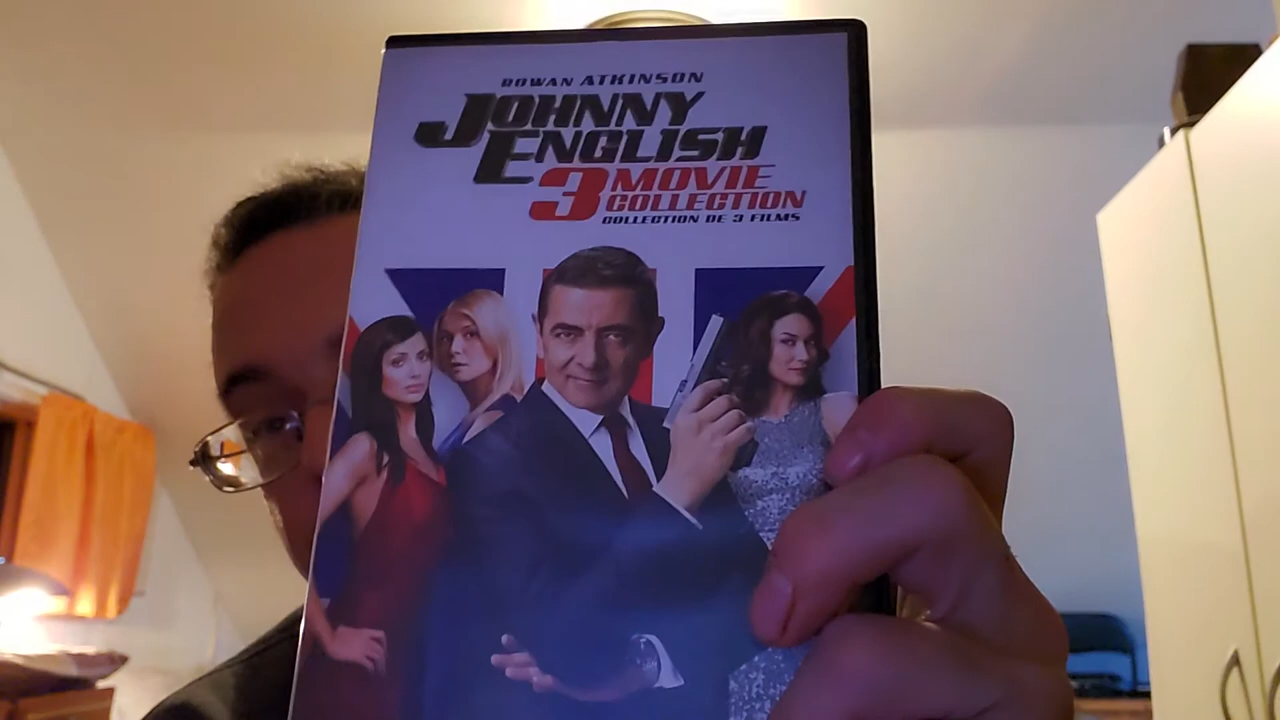 ROWAN ATKINSON
JOHNNY
ENGLISH
3 MOVIE
COLLECTION
COLLECTION DE 3 FILMS